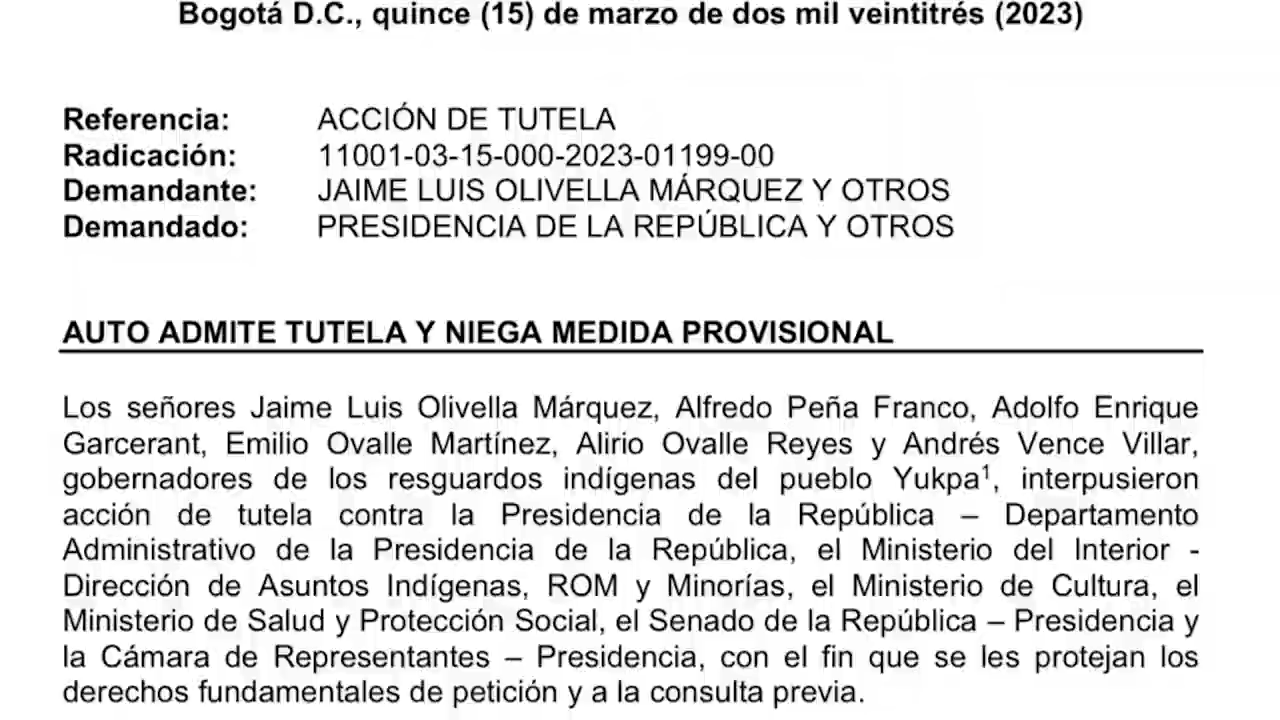 Bogotá D.C., quince (15) de marzo de dos mil veintitrés (2023)
Referencia: ACCIÓN DE TUTELA
Radicación: 11001-03-15-000-2023-01199-00
Demandante: JAIME LUIS OLIVELLA MÁRQUEZ Y OTROS
Demandado: PRESIDENCIA DE LA REPÚBLICA Y OTROS
AUTO ADMITE TUTELA Y NIEGA MEDIDA PROVISIONAL
Los señores Jaime Luis Olivella Márquez, Alfredo Peña Franco, Adolfo Enrique
Garcerant, Emilio Ovalle Martínez, Alirio Ovalle Reyes y Andrés Vence Villar,
gobernadores de los resguardos indígenas del pueblo Yukpa¹, interpusieron
acción de tutela contra la Presidencia de la República – Departamento
Administrativo de la Presidencia de la República, el Ministerio del Interior -
Dirección de Asuntos Indígenas, ROM y Minorías, el Ministerio de Cultura, el
Ministerio de Salud y Protección Social, el Senado de la República – Presidencia y
la Cámara de Representantes – Presidencia, con el fin que se les protejan los
derechos fundamentales de petición y a la consulta previa.